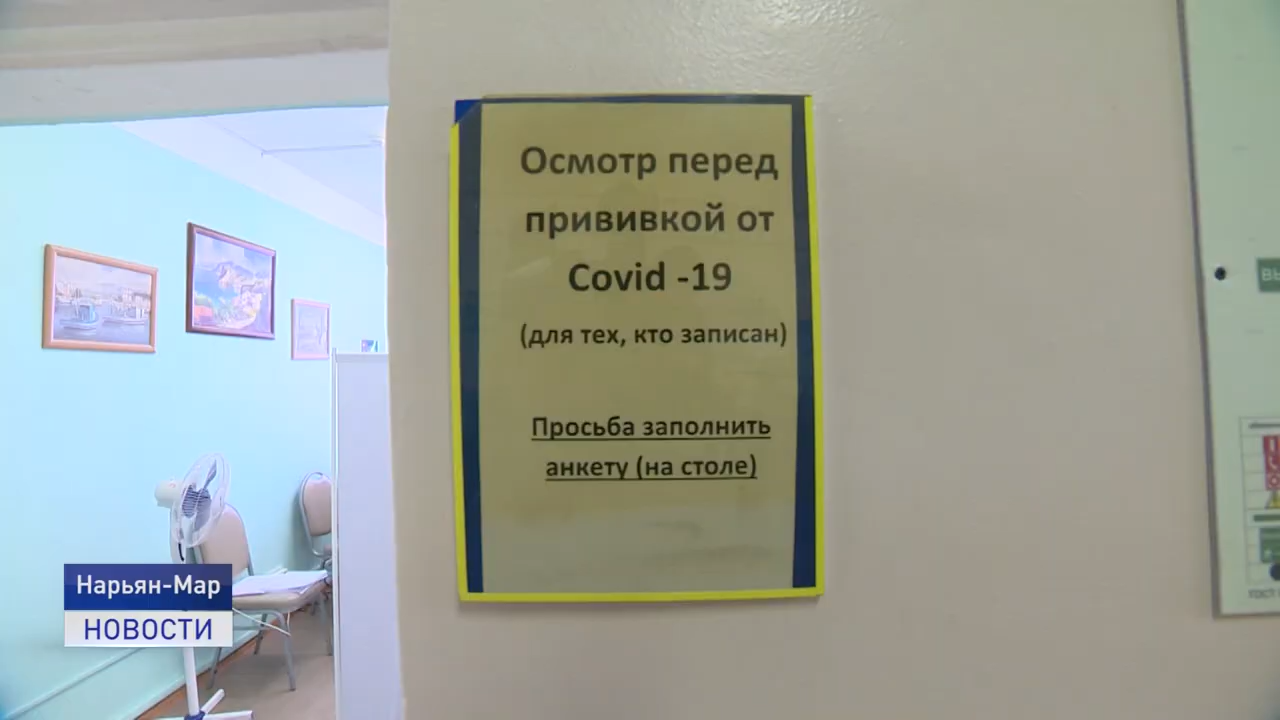 Осмотр перед
прививкой от
Covid -19
(для тех, кто записан)
Просьба заполнить
анкету (на столе)
Нарьян-Мар
НОВОСТИ